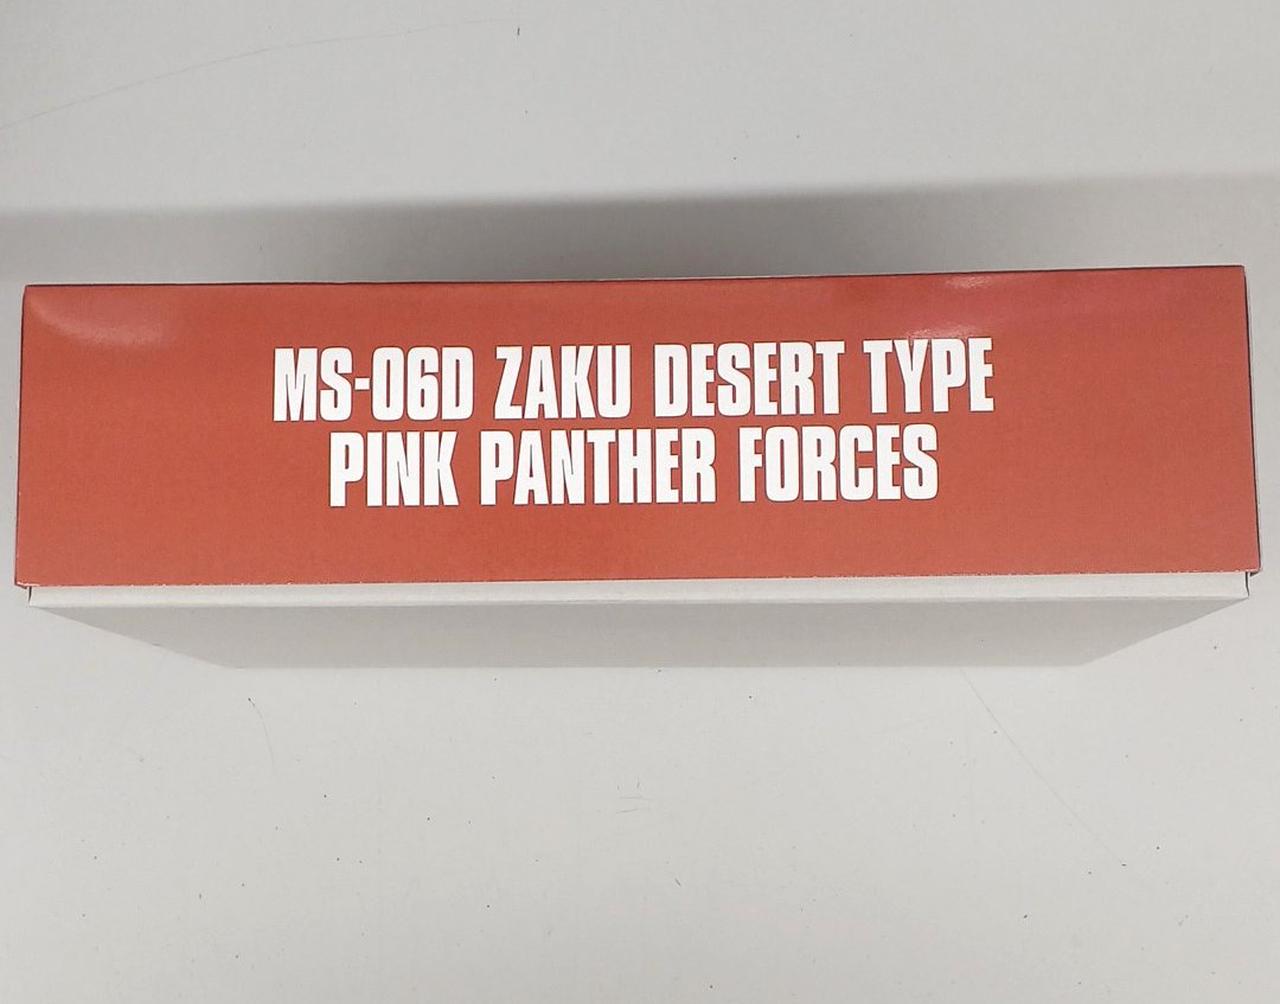 MS-06D ZAKU DESERT TYPE
PINK PANTHER FORCES